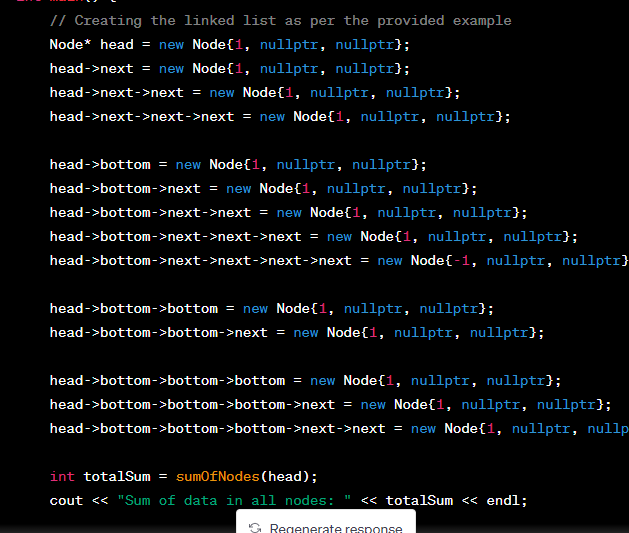 // Creating the linked list as per the provided example
Node* head = new Node{1, nullptr, nullptr};
head->next = new Node{1, nullptr, nullptr};
head->next->next = new Node{1, nullptr, nullptr};
head->next->next->next = new Node{1, nullptr, nullptr};
head->bottom = new Node{1, nullptr, nullptr};
head->bottom->next = new Node{1, nullptr, nullptr};
head->bottom->next->next = new Node{1, nullptr, nullptr};
head->bottom->next->next->next = new Node{1, nullptr, nullptr};
head->bottom->next->next->next->next = new Node{-1, nullptr, nullptr}
head->bottom->bottom = new Node{1, nullptr, nullptr};
head->bottom->bottom->next = new Node{1, nullptr, nullptr};
head->bottom->bottom->bottom = new Node{1, nullptr, nullptr};
head->bottom->bottom->bottom->next = new Node{1, nullptr, nullptr};
head->bottom->bottom->bottom->next->next = new Node{1, nullptr, nullp
int totalSum = sumOfNodes(head);
cout << "Sum of data in all nodes: " << totalSum << endl;
Regenerate response